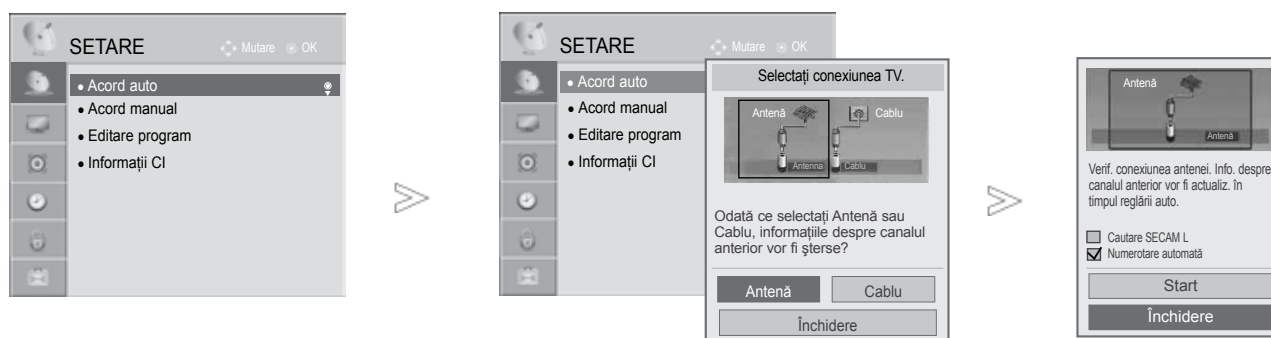 SETARE
Mutare OK
Acord auto
Acord manual
Editare program
Informații CI
SETARE
Mutare OK
Acord auto
Acord manual
Editare program
Informații CI
Selectați conexiunea TV.
Antenă Cablu
Antenna Cablu
Odată ce selectați Antenă sau
Cablu, informațiile despre canalul
anterior vor fi șterse?
Antenă Cablu
Închidere
Antenă
Antenă
Verif. conexiunea antenei. Info. despre
canalul anterior vor fi actualiz. în
timpul reglării auto.
Cautare SECAM L
Numerotare automată
Start
Închidere